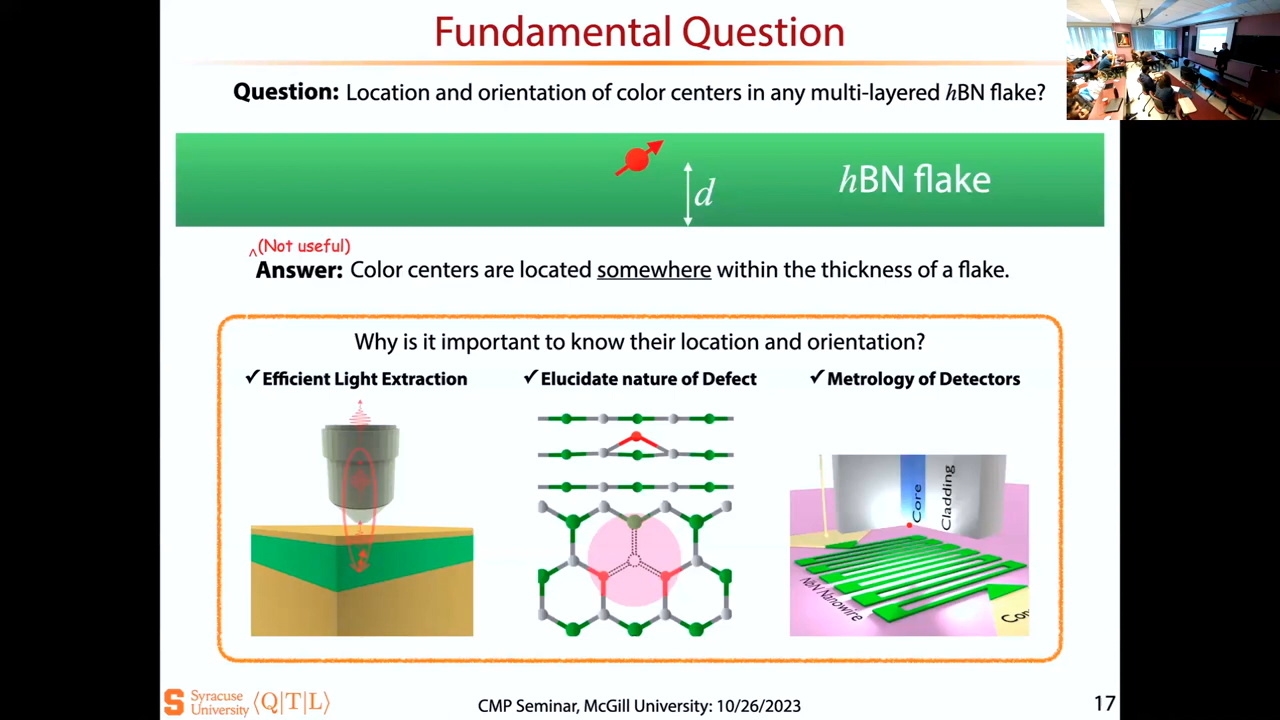 Fundamental Question
Question: Location and orientation of color centers in any multi-layered hBN flake?
d
hBN flake
^(Not useful)
Answer: Color centers are located somewhere within the thickness of a flake.
Why is it important to know their location and orientation?
✓Efficient Light Extraction
✓Elucidate nature of Defect
✓Metrology of Detectors
Core
Cladding
NbN Nanowire
S Syracuse
University
⟨Q|T|L⟩
CMP Seminar, McGill University: 10/26/2023
17